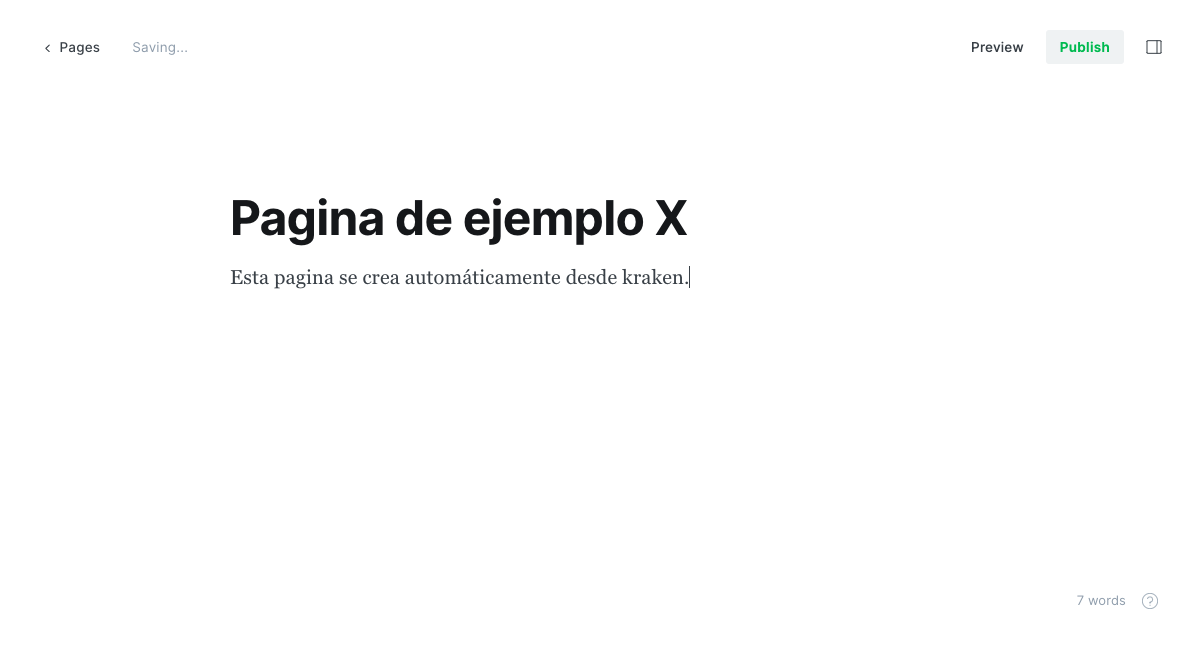 Pages
Saving...
Preview
Publish
Pagina de ejemplo X
Esta pagina se crea automáticamente desde kraken.
7 words
?